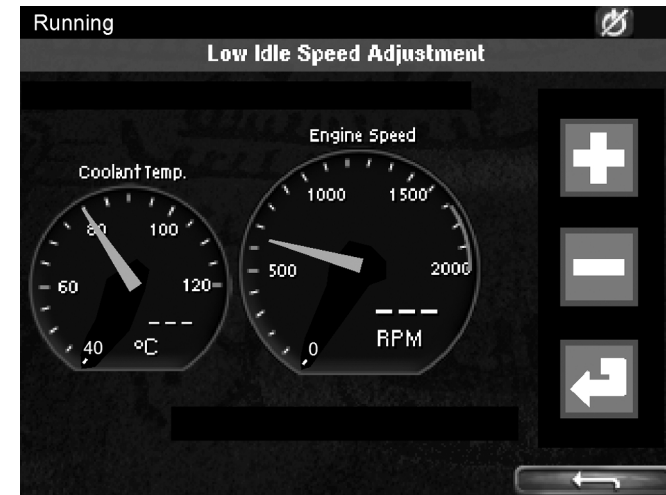 Running
Low Idle Speed Adjustment
Engine Speed
Coolant Temp.
1000
1500
80
100
500
2000
60
120
---
---
RPM
40
°C
0